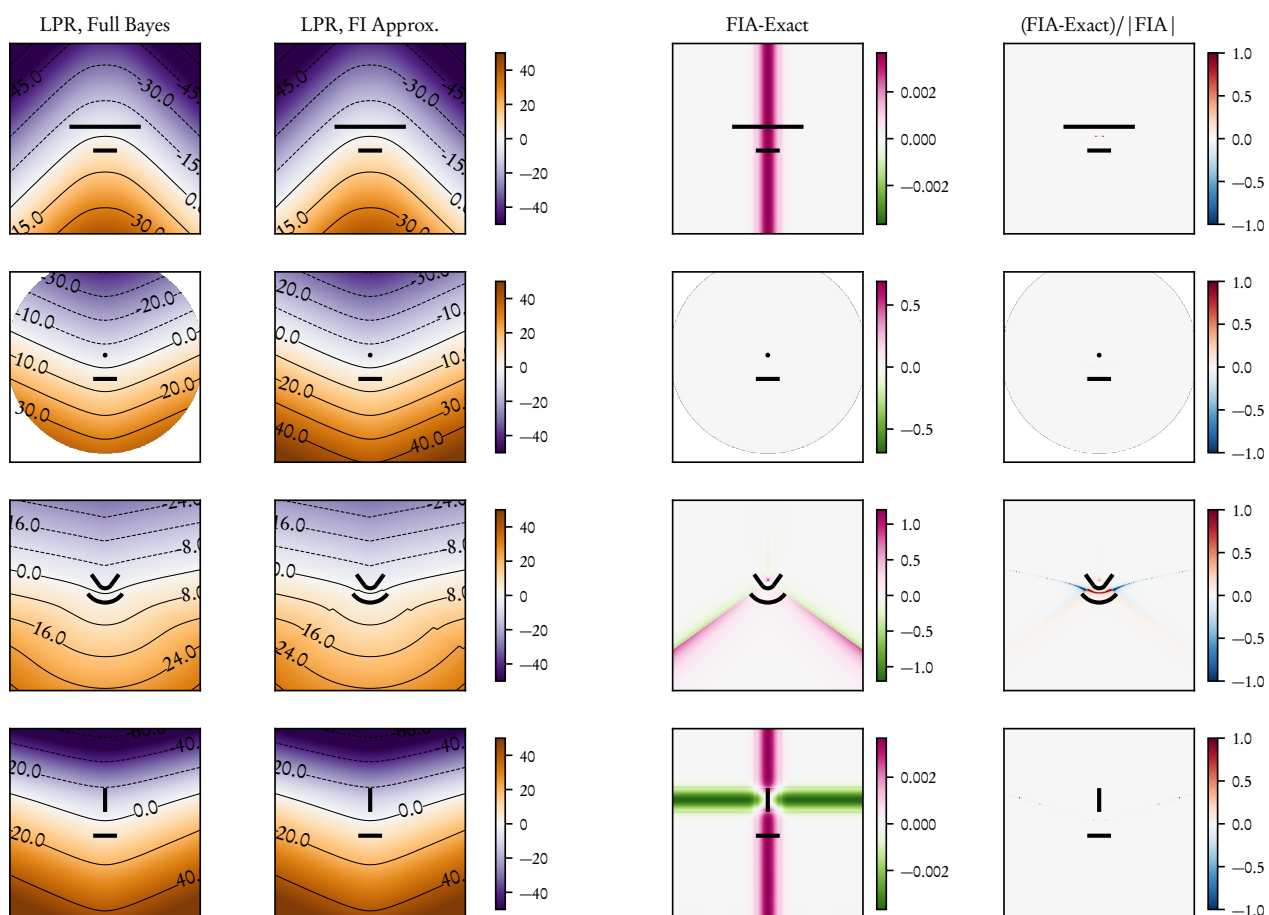 LPR, Full Bayes LPR, FI Approx. FIA-Exact (FIA-Exact)/|FIA|
-45.0 -30.0 -45. -15. 0. 15.0 30.0
-30.0 -15. 0. 15.0 30.
40 20 0 −20 −40
0.002 0.000 −0.002
1.0 0.5 0.0 −0.5 −1.0
-30.0 -20.0 -10.0 0.0 10.0 20.0 30.0
20.0 -30. -10. 0.0 10. 20.0 30. 40.0 40.0
40 20 0 −20 −40
0.5 0.0 −0.5
1.0 0.5 0.0 −0.5 −1.0
-24.0 16.0 -8.0 0.0 8.0 16.0 24.0
-24. 16.0 -8.0 0.0 8.0 16.0 24.0 24.0
40 20 0 −20 −40
1.0 0.5 0.0 −0.5 −1.0
1.0 0.5 0.0 −0.5 −1.0
-60.0 40. 20.0 0.0 20.0 40.
-60. 40. 20.0 0.0 20.0 40.
40 20 0 −20 −40
0.002 0.000 −0.002
1.0 0.5 0.0 −0.5 −1.0